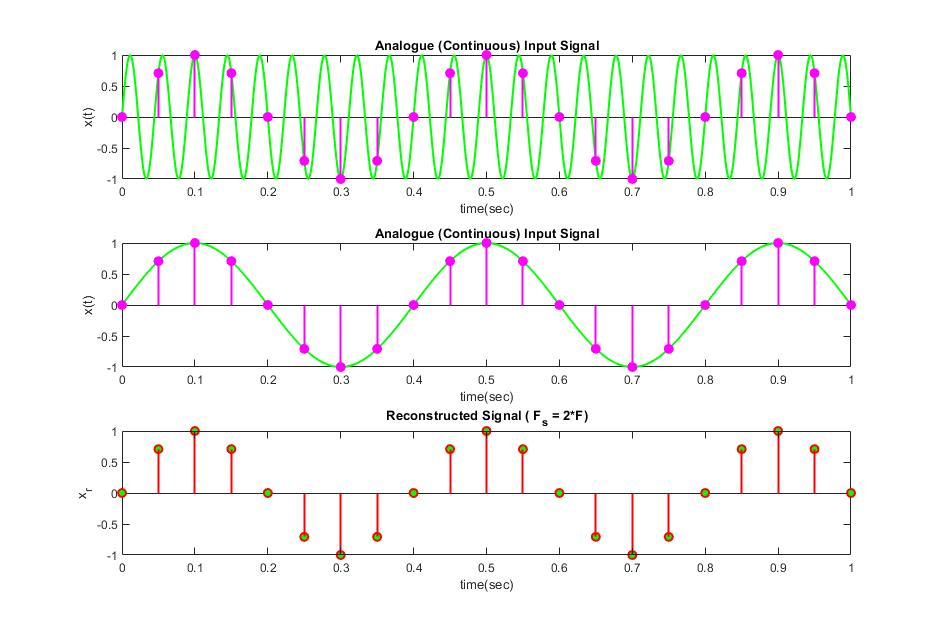 Analogue (Continuous) Input Signal
1
0.5
0
-0.5
-1
x(t)
0 0.1 0.2 0.3 0.4 0.5 0.6 0.7 0.8 0.9 1
time(sec)
Analogue (Continuous) Input Signal
1
0.5
0
-0.5
-1
x(t)
0 0.1 0.2 0.3 0.4 0.5 0.6 0.7 0.8 0.9 1
time(sec)
Reconstructed Signal ( Fs = 2*F)
1
0.5
0
-0.5
-1
xr
0 0.1 0.2 0.3 0.4 0.5 0.6 0.7 0.8 0.9 1
time(sec)